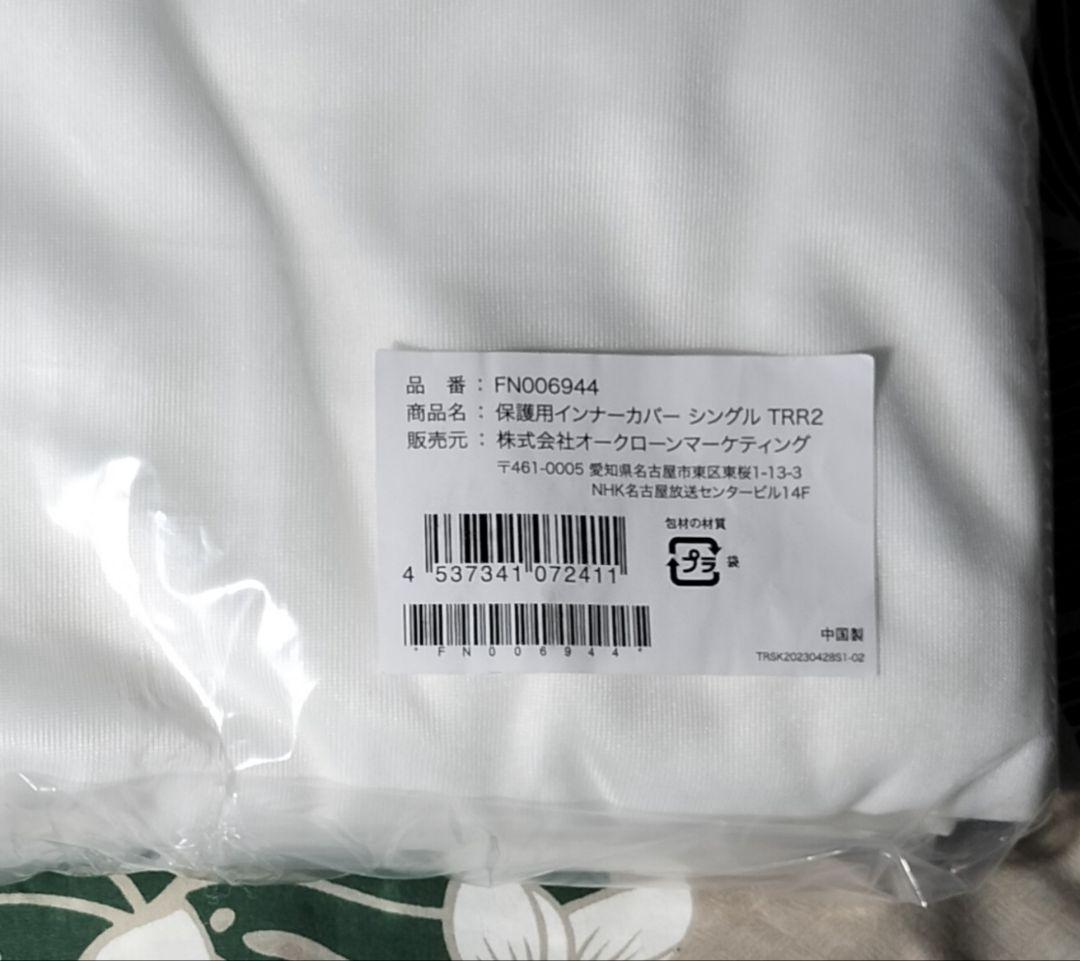 品　番：FN006944
商品名：保護用インナーカバー シングル TRR2
販売元：株式会社オークローンマーケティング
〒461-0005 愛知県名古屋市東区東桜1-13-3
NHK名古屋放送センタービル14F
包材の材質
プラ 袋
4 537341 072411
*FN006944*
中国製
TRSK20230428S1-02